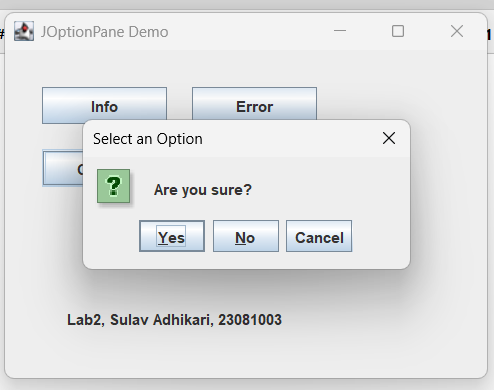 JOptionPane Demo
Info
Error
Select an Option
Are you sure?
Yes
No
Cancel
Lab2, Sulav Adhikari, 23081003